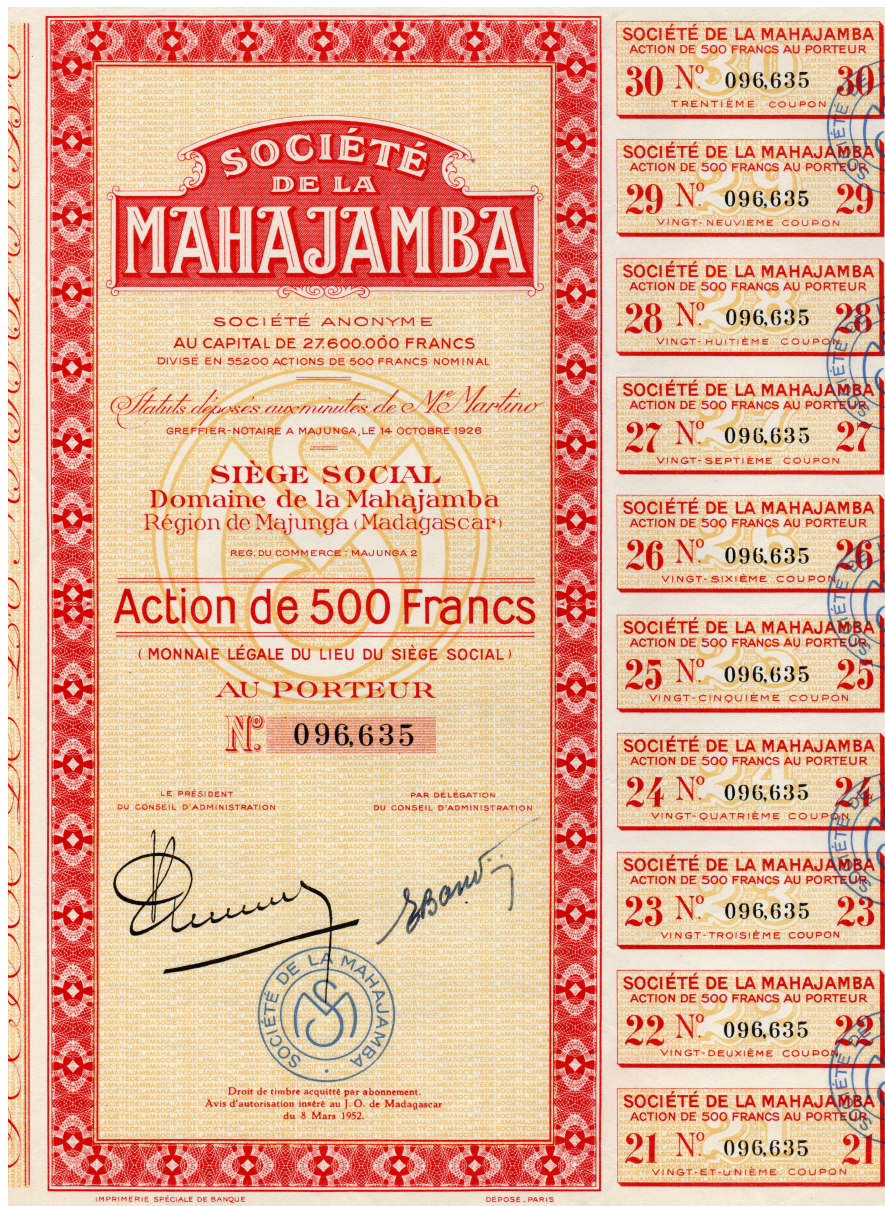 SOCIÉTÉ
DE LA
MAHAJAMBA
SOCIÉTÉ ANONYME
AU CAPITAL DE 27.600.000 FRANCS
DIVISÉ EN 55200 ACTIONS DE 500 FRANCS NOMINAL
Statuts déposés aux minutes de Me Martino
GREFFIER-NOTAIRE A MAJUNGA, LE 14 OCTOBRE 1926
SIÈGE SOCIAL
Domaine de la Mahajamba
Région de Majunga (Madagascar)
REG. DU COMMERCE : MAJUNGA 2
Action de 500 Francs
(MONNAIE LÉGALE DU LIEU DU SIÈGE SOCIAL)
AU PORTEUR
Nº 096,635
LE PRÉSIDENT
DU CONSEIL D'ADMINISTRATION
PAR DÉLÉGATION
DU CONSEIL D'ADMINISTRATION
SOCIÉTÉ DE LA MAHAJAMBA
Droit de timbre acquitté par abonnement.
Avis d'autorisation inséré au J. O. de Madagascar
du 8 Mars 1952.
IMPRIMERIE SPÉCIALE DE BANQUE
DÉPOSÉ_PARIS
SOCIÉTÉ DE LA MAHAJAMBA
ACTION DE 500 FRANCS AU PORTEUR
30 Nº 096,635 30
TRENTIÈME COUPON
SOCIÉTÉ DE LA MAHAJAMBA
ACTION DE 500 FRANCS AU PORTEUR
29 Nº 096,635 29
VINGT-NEUVIÈME COUPON
SOCIÉTÉ DE LA MAHAJAMBA
ACTION DE 500 FRANCS AU PORTEUR
28 Nº 096,635 28
VINGT-HUITIÈME COUPON
SOCIÉTÉ DE LA MAHAJAMBA
ACTION DE 500 FRANCS AU PORTEUR
27 Nº 096,635 27
VINGT-SEPTIÈME COUPON
SOCIÉTÉ DE LA MAHAJAMBA
ACTION DE 500 FRANCS AU PORTEUR
26 Nº 096,635 26
VINGT-SIXIÈME COUPON
SOCIÉTÉ DE LA MAHAJAMBA
ACTION DE 500 FRANCS AU PORTEUR
25 Nº 096,635 25
VINGT-CINQUIÈME COUPON
SOCIÉTÉ DE LA MAHAJAMBA
ACTION DE 500 FRANCS AU PORTEUR
24 Nº 096,635 24
VINGT-QUATRIÈME COUPON
SOCIÉTÉ DE LA MAHAJAMBA
ACTION DE 500 FRANCS AU PORTEUR
23 Nº 096,635 23
VINGT-TROISIÈME COUPON
SOCIÉTÉ DE LA MAHAJAMBA
ACTION DE 500 FRANCS AU PORTEUR
22 Nº 096,635 22
VINGT-DEUXIÈME COUPON
SOCIÉTÉ DE LA MAHAJAMBA
ACTION DE 500 FRANCS AU PORTEUR
21 Nº 096,635 21
VINGT-ET-UNIÈME COUPON